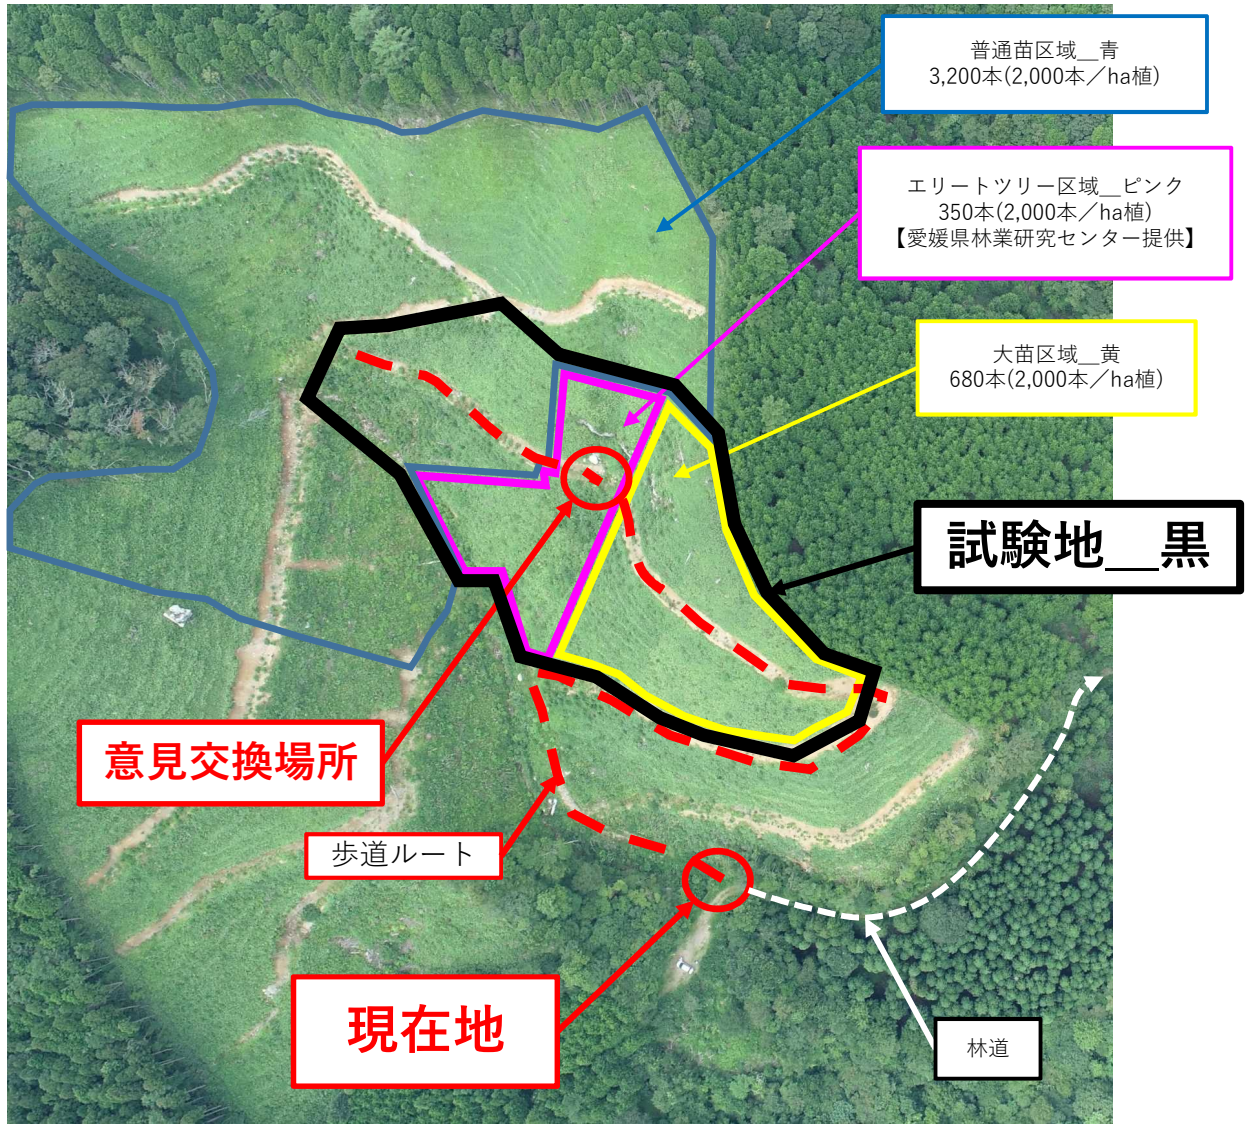 普通苗区域__青
3,200本(2,000本／ha植)
エリートツリー区域__ピンク
350本(2,000本／ha植)
【愛媛県林業研究センター提供】
大苗区域__黄
680本(2,000本／ha植)
試験地__黒
意見交換場所
歩道ルート
現在地
林道